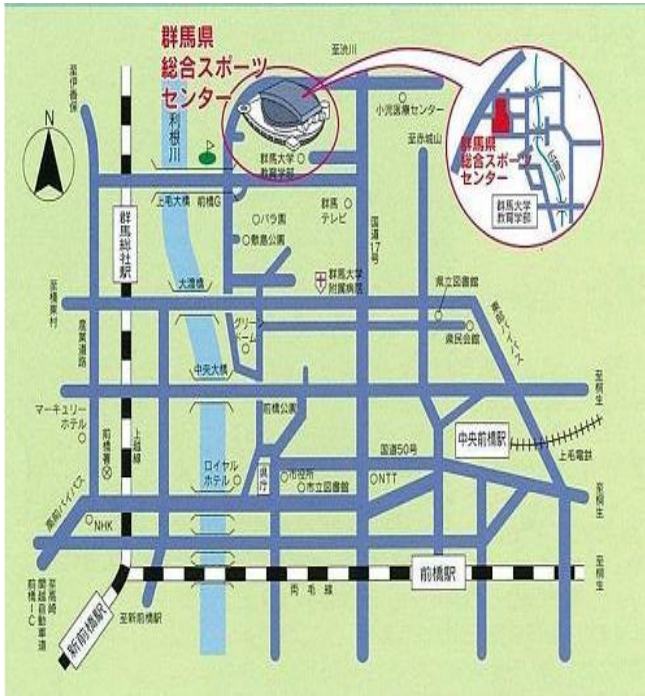 群馬県
総合スポーツ
センター
至渋川
至伊香保
利根川
小児医療センター
至赤城山
群馬県
総合スポーツ
センター
群馬大学
教育学部
N
群馬大学
教育学部
上毛大橋
前橋G
群馬
テレビ
バラ園
敷島公園
国道17号
群馬総社駅
大渡橋
群馬大学
附属病院
県立図書館
至榛東村
産業道路
グリーン
ドーム
県民会館
東部バイパス
中央大橋
至桐生
マーキュリー
ホテル
前橋公園
中央前橋駅
上毛電鉄
前橋署
上越線
国道50号
ロイヤル
ホテル
県庁
市役所
市立図書館
NTT
至桐生
NHK
前橋駅
至桐生
両毛線
至高崎
関越自動車道
前橋IC
新前橋駅
至新前橋駅